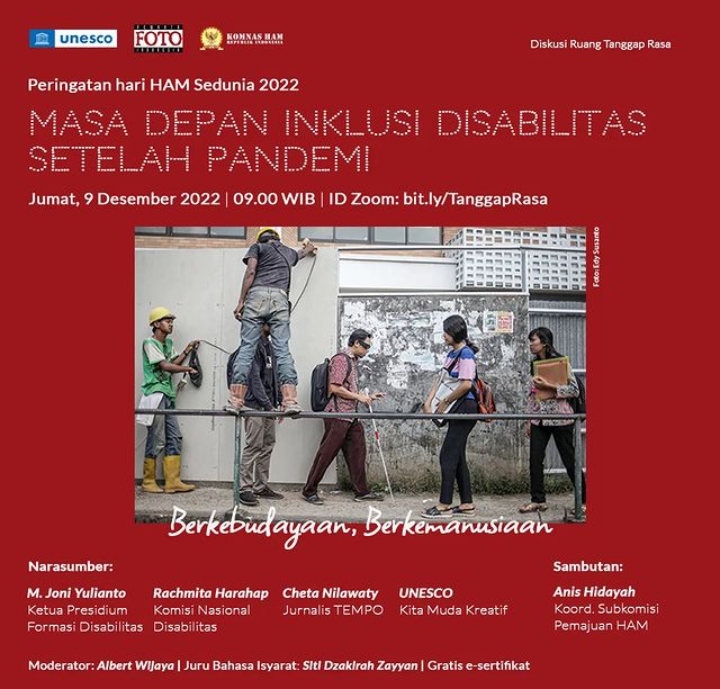 unesco
PEWARTA
FOTO
INDONESIA
KOMNAS HAM
REPUBLIK INDONESIA
Diskusi Ruang Tanggap Rasa
Peringatan hari HAM Sedunia 2022
MASA DEPAN INKLUSI DISABILITAS
SETELAH PANDEMI
Jumat, 9 Desember 2022 | 09.00 WIB | ID Zoom: bit.ly/TanggapRasa
Foto: Edy Susanto
Berkebudayaan, Berkemanusiaan
Narasumber:
M. Joni Yulianto
Ketua Presidium
Formasi Disabilitas
Rachmita Harahap
Komisi Nasional
Disabilitas
Cheta Nilawaty
Jurnalis TEMPO
UNESCO
Kita Muda Kreatif
Sambutan:
Anis Hidayah
Koord. Subkomisi
Pemajuan HAM
Moderator: Albert Wijaya | Juru Bahasa Isyarat: Siti Dzakirah Zayyan | Gratis e-sertifikat